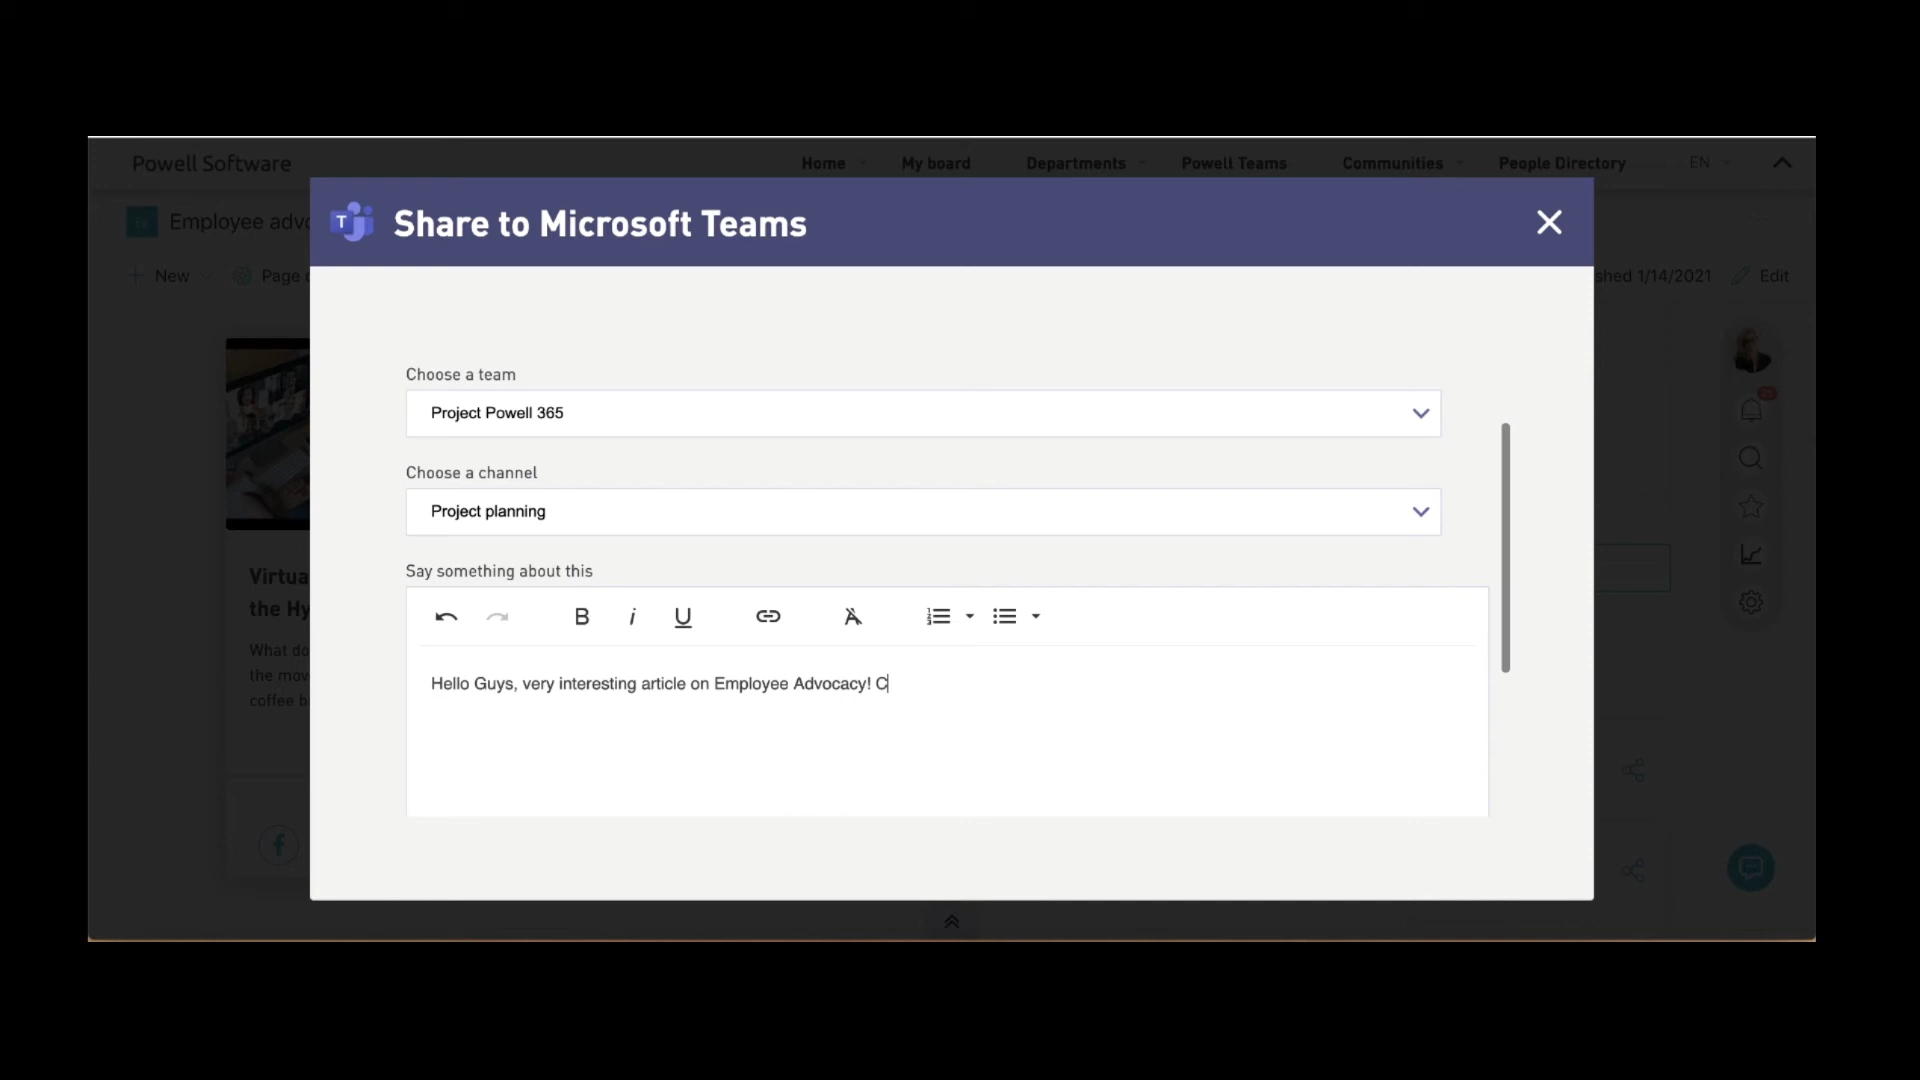 Powell Software
Home
My board
Departments
Powell Teams
Communities
People Directory
EN
Employee advo
Share to Microsoft Teams
New
Page
shed 1/14/2021
Edit
Choose a team
Project Powell 365
Choose a channel
Project planning
Say something about this
B i U
Hello Guys, very interesting article on Employee Advocacy! C
Virtua
the Hy
What do
the mov
coffee b